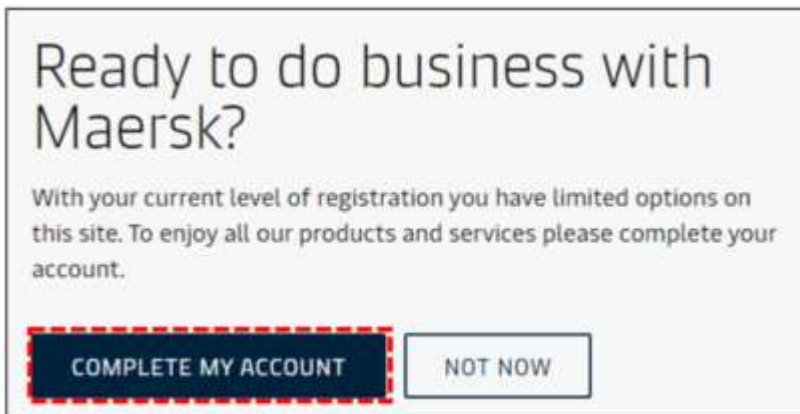 Ready to do business with
Maersk?
With your current level of registration you have limited options on
this site. To enjoy all our products and services please complete your
account.
COMPLETE MY ACCOUNT
NOT NOW